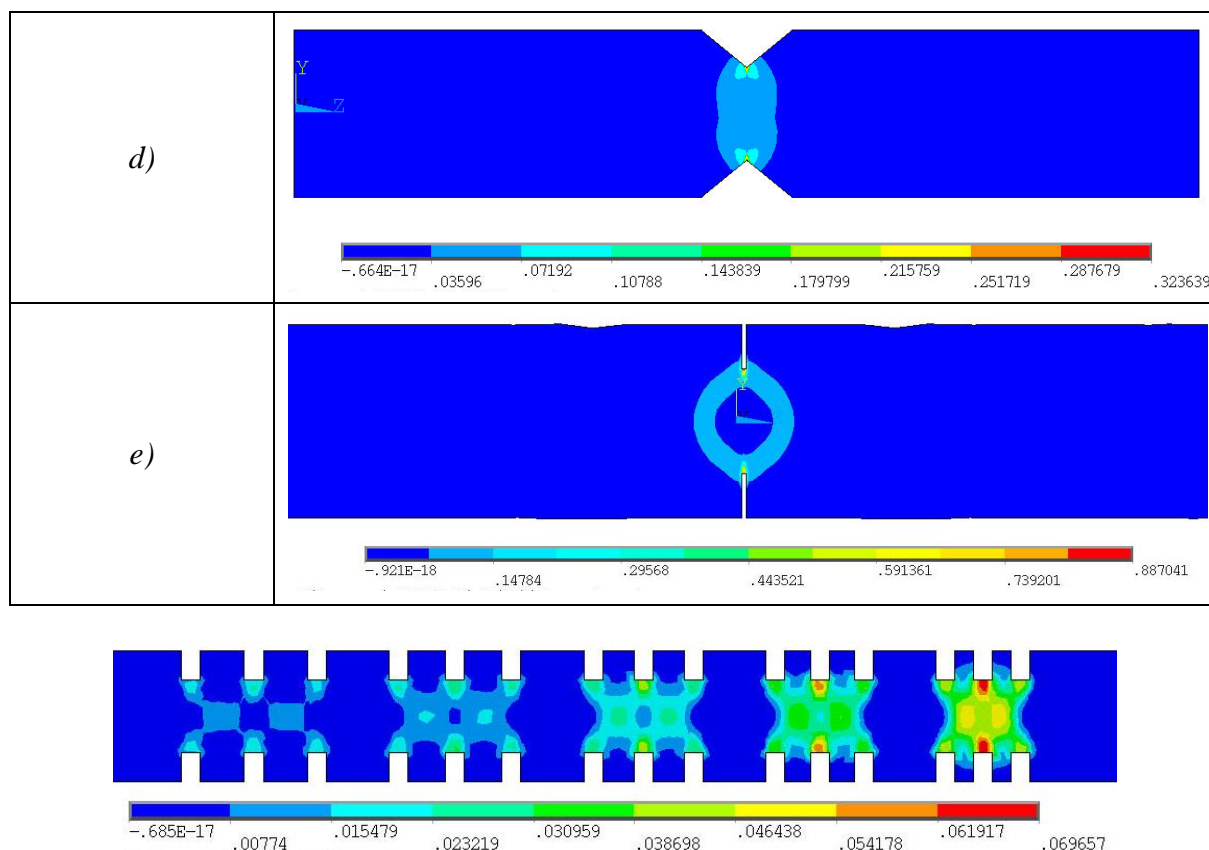 d)
Y
Z
-.664E-17 .07192 .143839 .215759 .287679
.03596 .10788 .179799 .251719 .323639
e)
Y
-.921E-18 .29568 .591361 .887041
.14784 .443521 .739201
-.685E-17 .015479 .030959 .046438 .061917
.00774 .023219 .038698 .054178 .069657